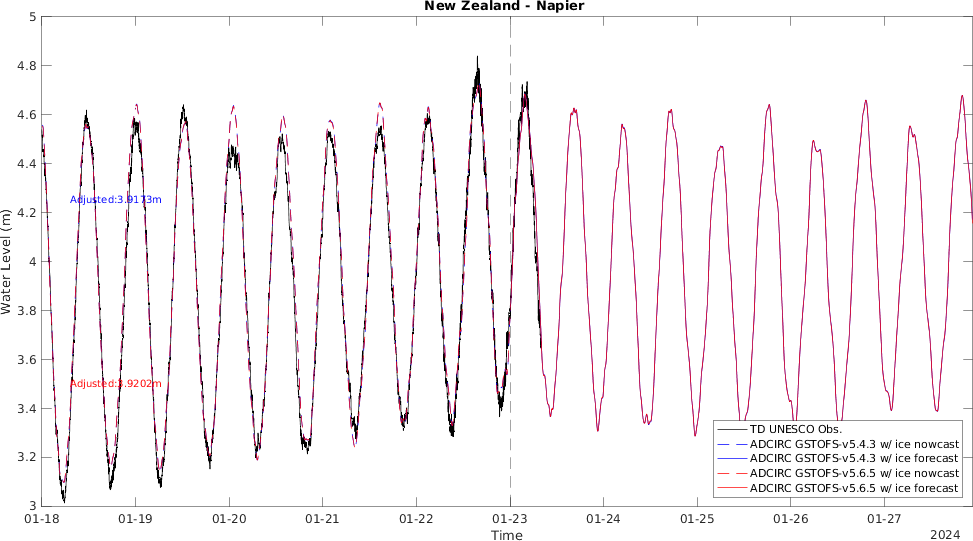 New Zealand - Napier
5
4.8
4.6
4.4
4.2
4
3.8
3.6
3.4
3.2
3
Water Level (m)
Adjusted:3.9173m
Adjusted:3.9202m
TD UNESCO Obs.
ADCIRC GSTOFS-v5.4.3 w/ ice nowcast
ADCIRC GSTOFS-v5.4.3 w/ ice forecast
ADCIRC GSTOFS-v5.6.5 w/ ice nowcast
ADCIRC GSTOFS-v5.6.5 w/ ice forecast
01-18 01-19 01-20 01-21 01-22 01-23 01-24 01-25 01-26 01-27
Time
2024